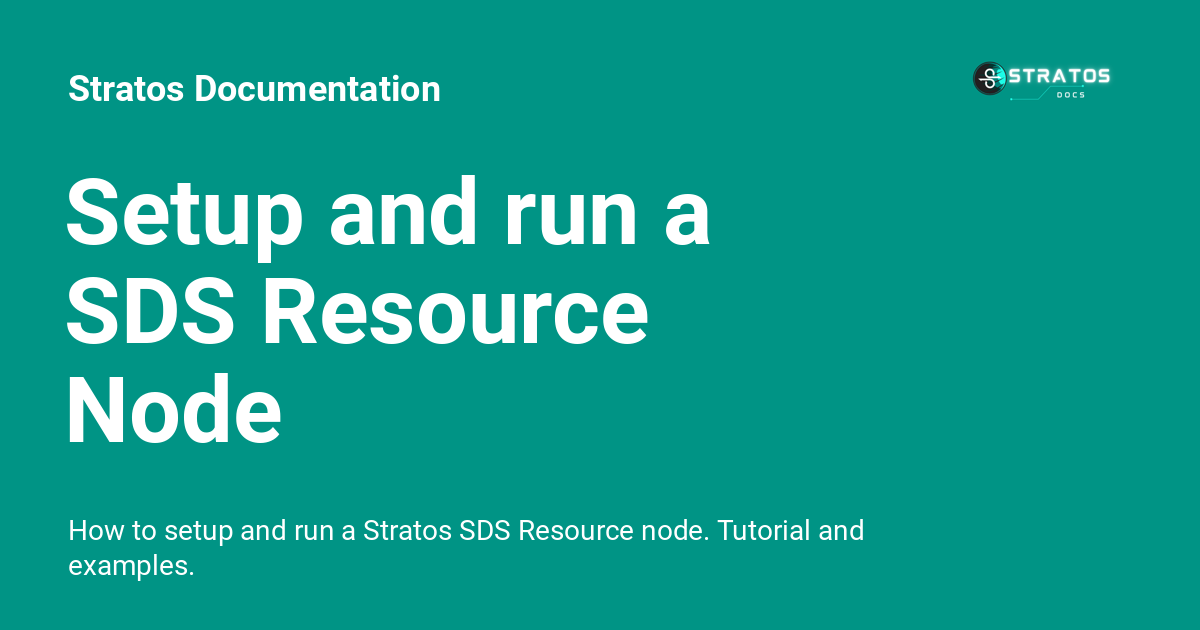 Stratos Documentation
STRATOS
DOCS
Setup and run a
SDS Resource
Node
How to setup and run a Stratos SDS Resource node. Tutorial and
examples.